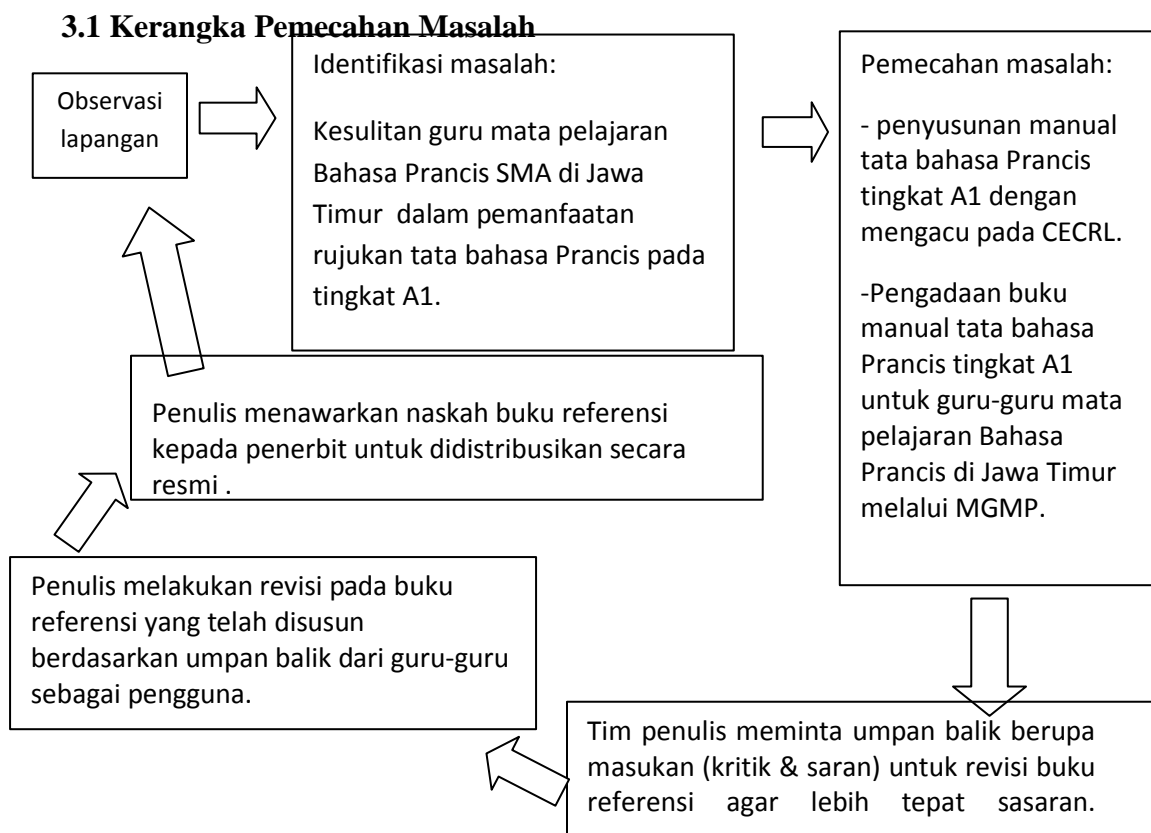 3.1 Kerangka Pemecahan Masalah
Observasi
lapangan
Identifikasi masalah:
Kesulitan guru mata pelajaran
Bahasa Prancis SMA di Jawa
Timur dalam pemanfaatan
rujukan tata bahasa Prancis pada
tingkat A1.
Pemecahan masalah:
- penyusunan manual
tata bahasa Prancis
tingkat A1 dengan
mengacu pada CECRL.
-Pengadaan buku
manual tata bahasa
Prancis tingkat A1
untuk guru-guru mata
pelajaran Bahasa
Prancis di Jawa Timur
melalui MGMP.
Tim penulis meminta umpan balik berupa
masukan (kritik & saran) untuk revisi buku
referensi agar lebih tepat sasaran.
Penulis melakukan revisi pada buku
referensi yang telah disusun
berdasarkan umpan balik dari guru-guru
sebagai pengguna.
Penulis menawarkan naskah buku referensi
kepada penerbit untuk didistribusikan secara
resmi .